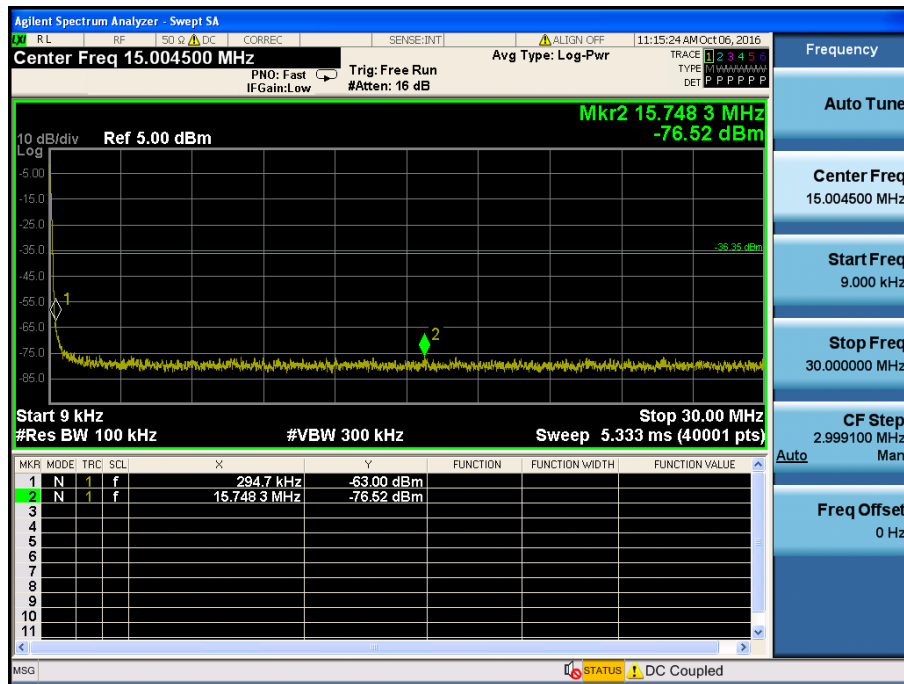 Agilent Spectrum Analyzer - Swept SA
LXI RL RF 50 Ω DC CORREC SENSE:INT ALIGN OFF 11:15:24 AM Oct 06, 2016
Center Freq 15.004500 MHz
PNO: Fast
IFGain:Low
Trig: Free Run
#Atten: 16 dB
Avg Type: Log-Pwr
TRACE 1 2 3 4 5 6
TYPE MWWWWW
DET P P P P P P
Mkr2 15.748 3 MHz
-76.52 dBm
10 dB/div Ref 5.00 dBm
Log
-5.00
-15.0
-25.0
-35.0
-36.35 dBm
-45.0
-55.0
1
-65.0
2
-75.0
-85.0
Start 9 kHz Stop 30.00 MHz
#Res BW 100 kHz #VBW 300 kHz Sweep 5.333 ms (40001 pts)
MKR MODE TRC SCL X Y FUNCTION FUNCTION WIDTH FUNCTION VALUE
1 N 1 f 294.7 kHz -63.00 dBm
2 N 1 f 15.748 3 MHz -76.52 dBm
3
4
5
6
7
8
9
10
11
MSG STATUS DC Coupled
Frequency
Auto Tune
Center Freq
15.004500 MHz
Start Freq
9.000 kHz
Stop Freq
30.000000 MHz
CF Step
2.999100 MHz
Auto Man
Freq Offset
0 Hz